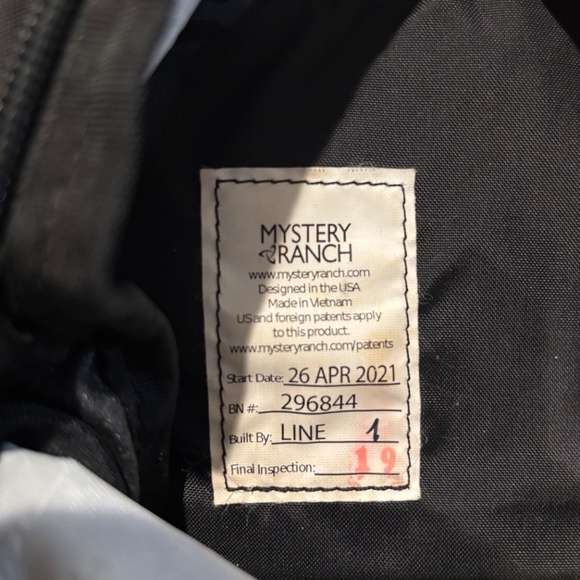 MYSTERY
RANCH
www.mysteryranch.com
Designed in the USA
Made in Vietnam
US and foreign patents apply
to this product.
www.mysteryranch.com/patents
Start Date: 26 APR 2021
BN #: 296844
Built By: LINE 1
Final Inspection: 19